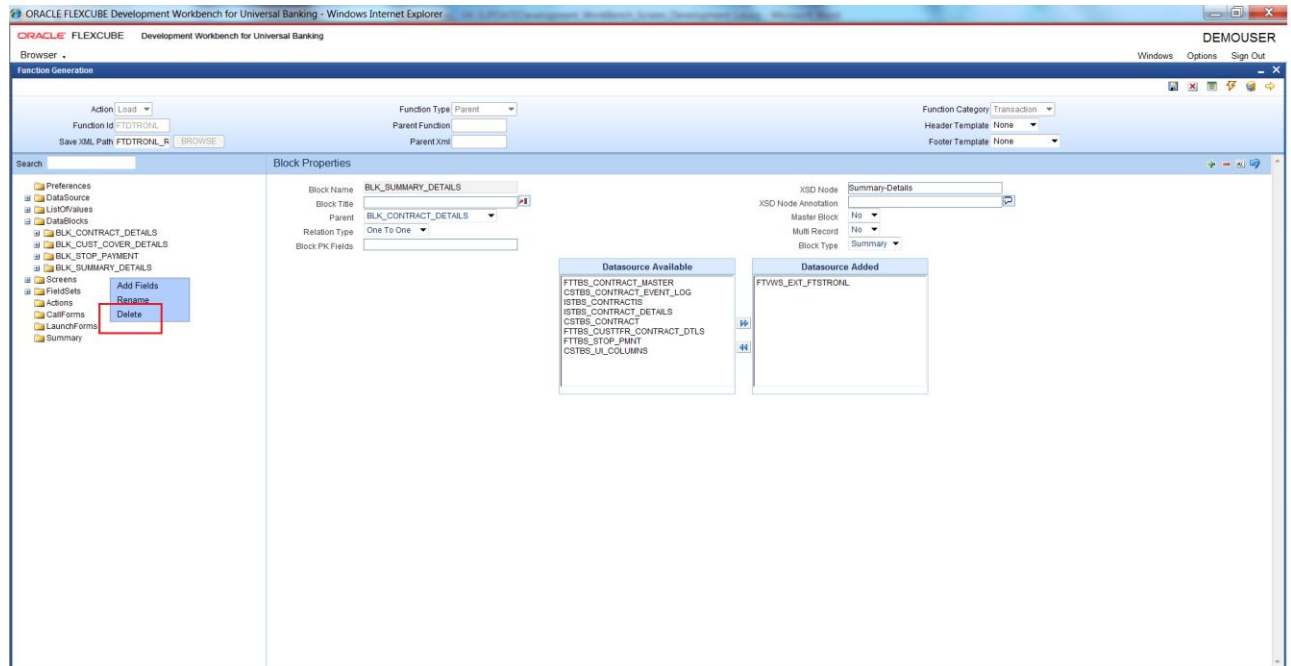 ORACLE FLEXCUBE Development Workbench for Universal Banking - Windows Internet Explorer
ORACLE FLEXCUBE Development Workbench for Universal Banking
DEMOUSER
Browser
Windows Options Sign Out
Function Generation
Action Load Function Type Parent Function Category Transaction
Function Id FTDTRONL Parent Function Header Template None
Save XML Path FTDTRONL_R BROWSE Parent Xml Footer Template None
Search Block Properties
Preferences
DataSource
ListOfValues
DataBlocks
BLK_CONTRACT_DETAILS
BLK_CUST_COVER_DETAILS
BLK_STOP_PAYMENT
BLK_SUMMARY_DETAILS
Screens
FieldSets
Actions
CallForms
LaunchForms
Summary
Add Fields
Rename
Delete
Block Name BLK_SUMMARY_DETAILS XSD Node Summary-Details
Block Title XSD Node Annotation
Parent BLK_CONTRACT_DETAILS Master Block No
Relation Type One To One Multi Record No
Block PK Fields Block Type Summary
Datasource Available Datasource Added
FTTBS_CONTRACT_MASTER FTVWS_EXT_FTSTRONL
CSTBS_CONTRACT_EVENT_LOG
ISTBS_CONTRACTIS
ISTBS_CONTRACT_DETAILS
CSTBS_CONTRACT
FTTBS_CUSTTFR_CONTRACT_DTLS
FTTBS_STOP_PMNT
CSTBS_UI_COLUMNS